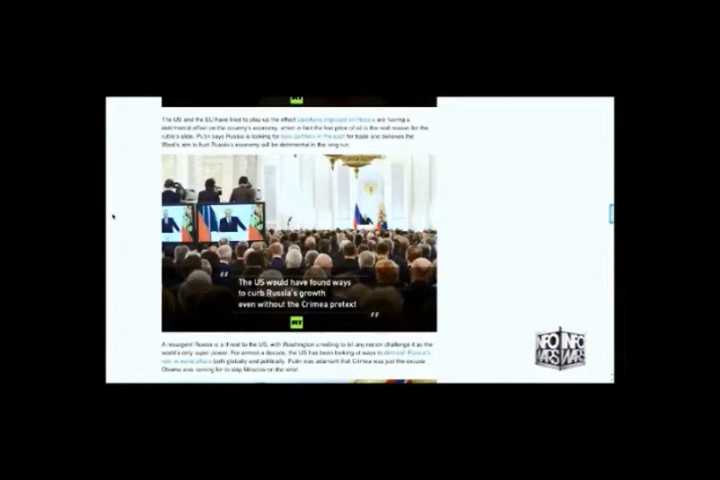 The US and the EU have tried to play up the effect sanctions imposed on Russia are having a
detrimental effect on the country's economy, when in fact the low price of oil is the real reason for the
ruble's slide. Putin says Russia is looking for new partners in the east for trade and believes the
West's aim to hurt Russia's economy will be detrimental in the long run.
"
The US would have found ways
to curb Russia's growth
even without the Crimea pretext
"
RT
A resurgent Russia is a threat to the US, with Washington unwilling to let any nation challenge it as the
world's only super power. For almost a decade, the US has been looking at ways to diminish Russia's
role in world affairs both globally and politically. Putin was adamant that Crimea was just the excuse
Obama was looking for to stop Moscow on the
INFO INFO
WARS WARS